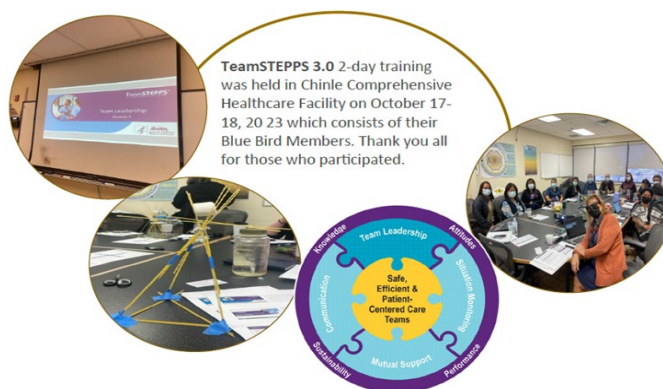 TeamSTEPPS 3.0 2-day training
was held in Chinle Comprehensive
Healthcare Facility on October 17-
18, 20 23 which consists of their
Blue Bird Members. Thank you all
for those who participated.
TeamSTEPPS
Team Leadership
Knowledge
Attitudes
Team Leadership
Communication
Safe,
Efficient &
Patient-
Centered Care
Teams
Situation Monitoring
Mutual Support
Sustainability
Performance